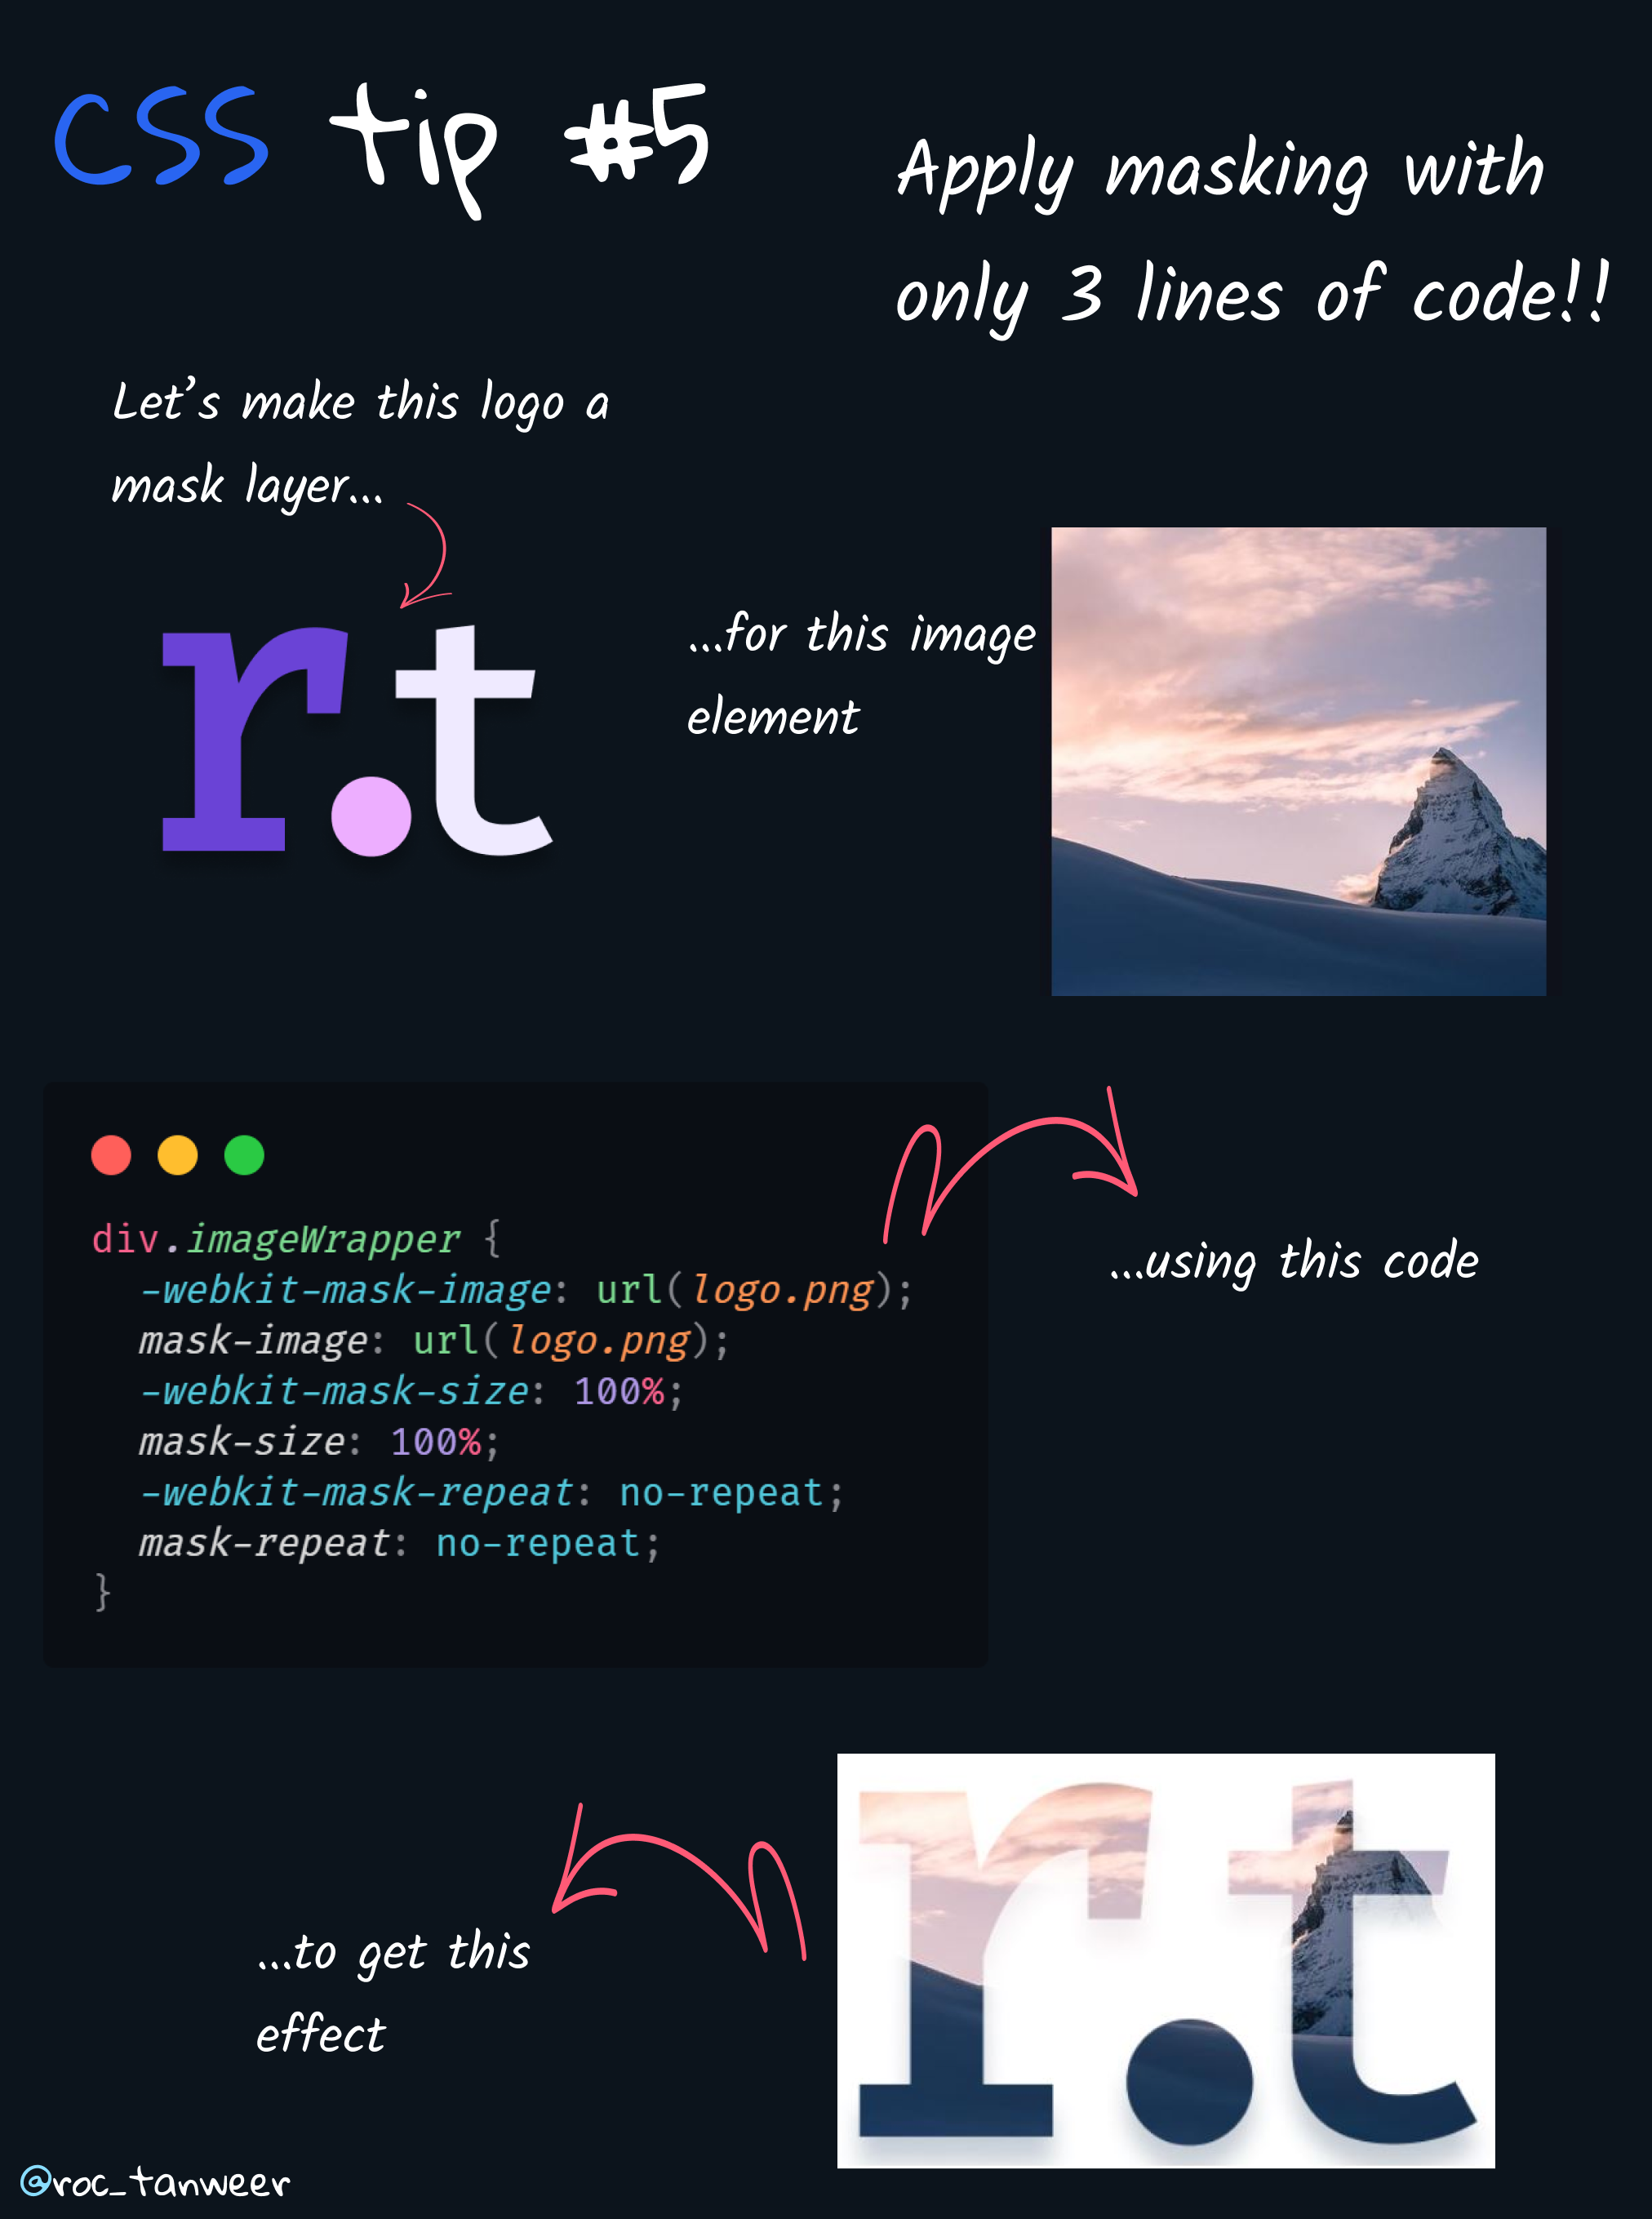 CSS tip #5
Apply masking with
only 3 lines of code!!
Let's make this logo a
mask layer...
r.t
...for this image
element
div.imageWrapper {
  -webkit-mask-image: url(logo.png);
  mask-image: url(logo.png);
  -webkit-mask-size: 100%;
  mask-size: 100%;
  -webkit-mask-repeat: no-repeat;
  mask-repeat: no-repeat;
}
...using this code
...to get this
effect
r.t
@roc_tanweer